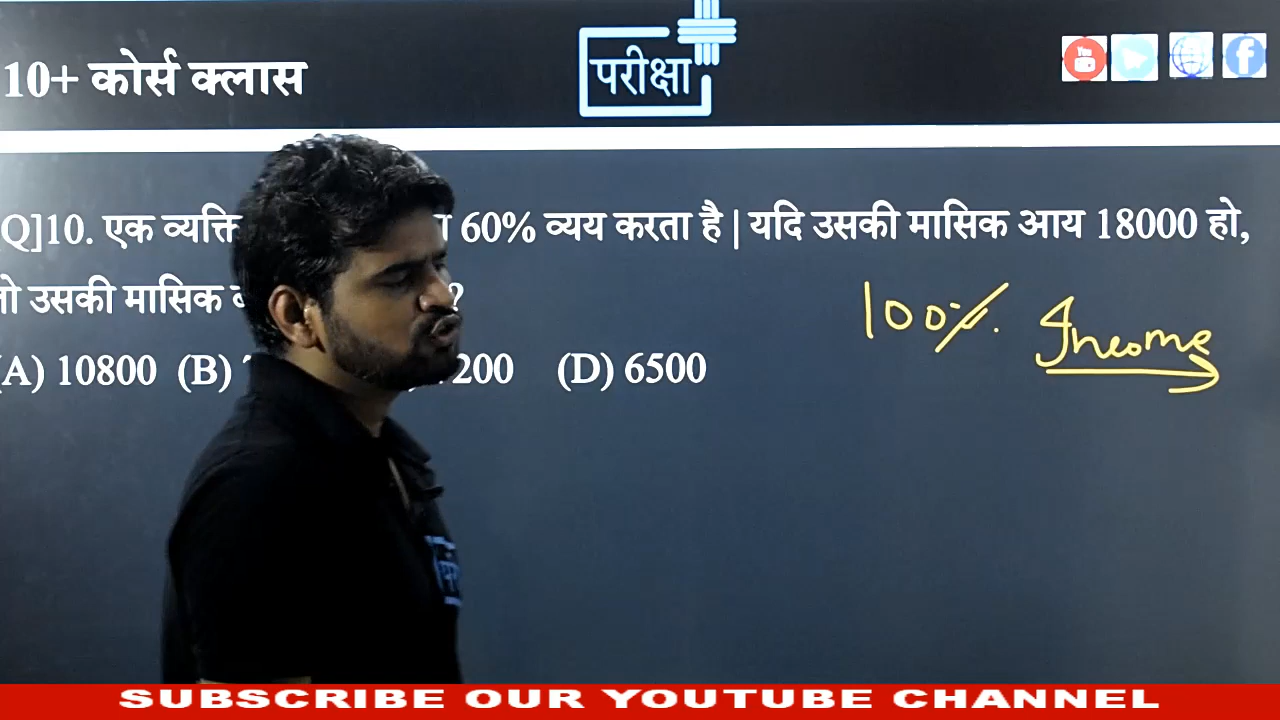 10+ कोर्स क्लास
परीक्षा
Q]10. एक व्यक्ति 60% व्यय करता है | यदि उसकी मासिक आय 18000 हो,
उसकी मासिक ?
(A) 10800 (B) 200 (D) 6500
100%. Income
SUBSCRIBE OUR YOUTUBE CHANNEL